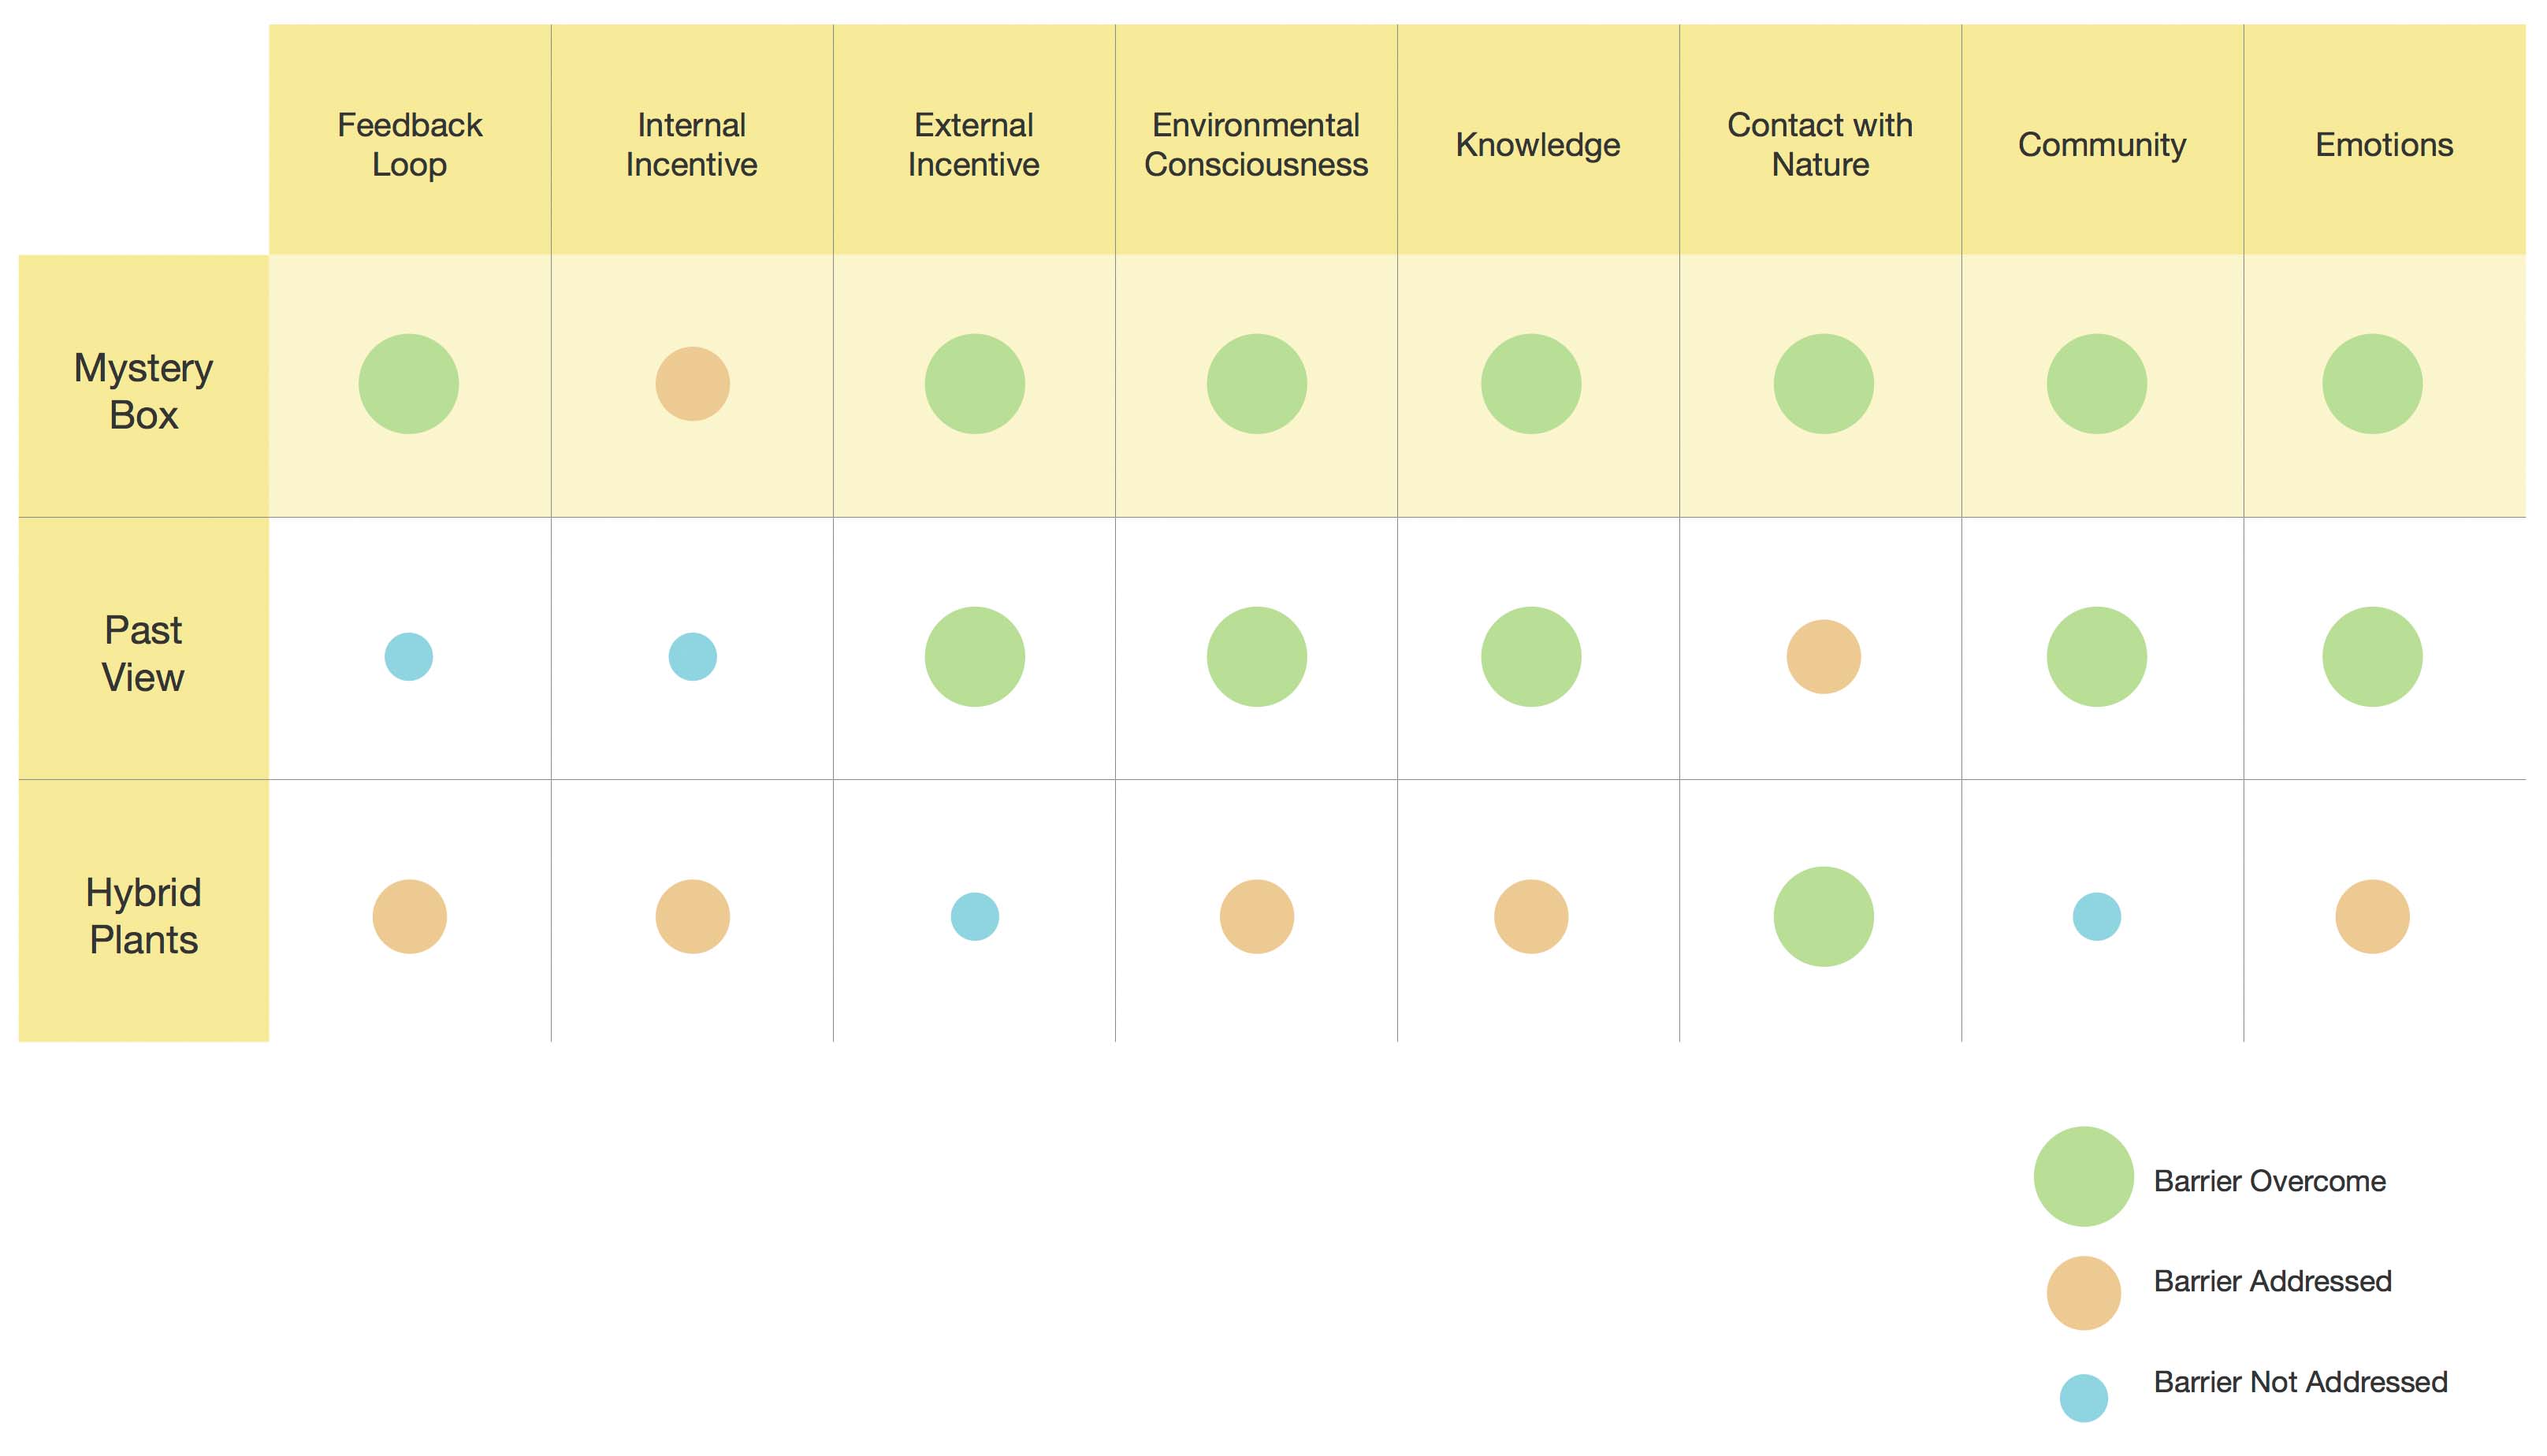 Feedback
Loop
Internal
Incentive
External
Incentive
Environmental
Consciousness
Knowledge
Contact with
Nature
Community
Emotions
Mystery
Box
Past
View
Hybrid
Plants
Barrier Overcome
Barrier Addressed
Barrier Not Addressed